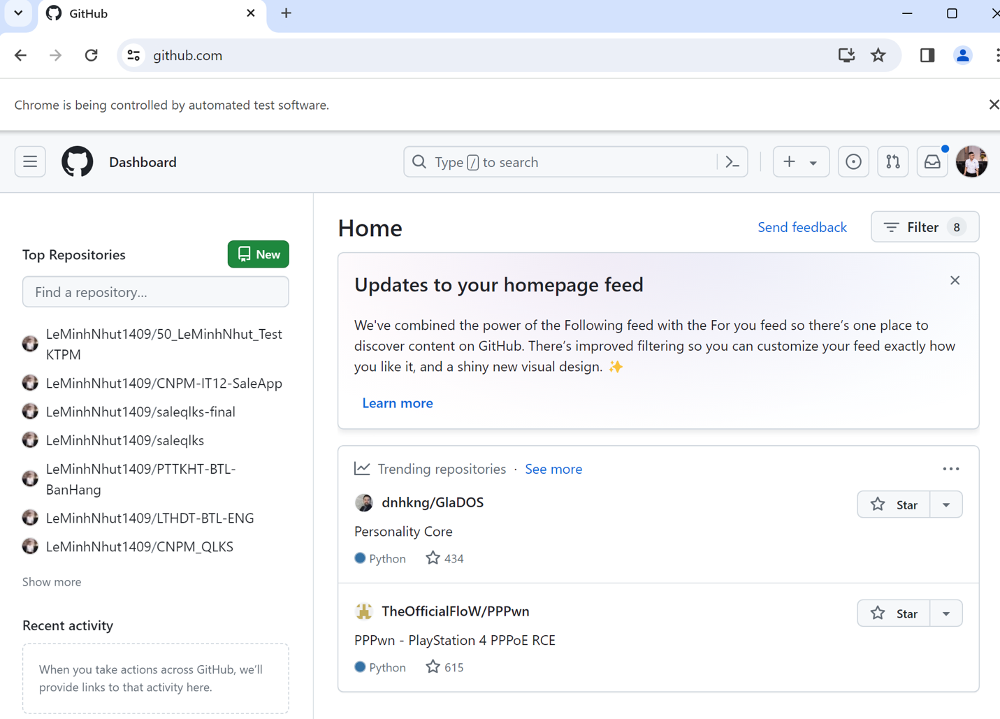 GitHub
github.com
Chrome is being controlled by automated test software.
Dashboard
Type / to search
Home
Send feedback
Filter 8
Top Repositories
New
Find a repository...
LeMinhNhut1409/50_LeMinhNhut_Test
KTPM
LeMinhNhut1409/CNPM-IT12-SaleApp
LeMinhNhut1409/saleqlks-final
LeMinhNhut1409/saleqlks
LeMinhNhut1409/PTTKHT-BTL-
BanHang
LeMinhNhut1409/LTHDT-BTL-ENG
LeMinhNhut1409/CNPM_QLKS
Show more
Recent activity
When you take actions across GitHub, we’ll
provide links to that activity here.
Updates to your homepage feed
We've combined the power of the Following feed with the For you feed so there’s one place to
discover content on GitHub. There’s improved filtering so you can customize your feed exactly how
you like it, and a shiny new visual design. ✨
Learn more
Trending repositories · See more
dnhkng/GlaDOS
Star
Personality Core
Python 434
TheOfficialFloW/PPPwn
Star
PPPwn - PlayStation 4 PPPoE RCE
Python 615